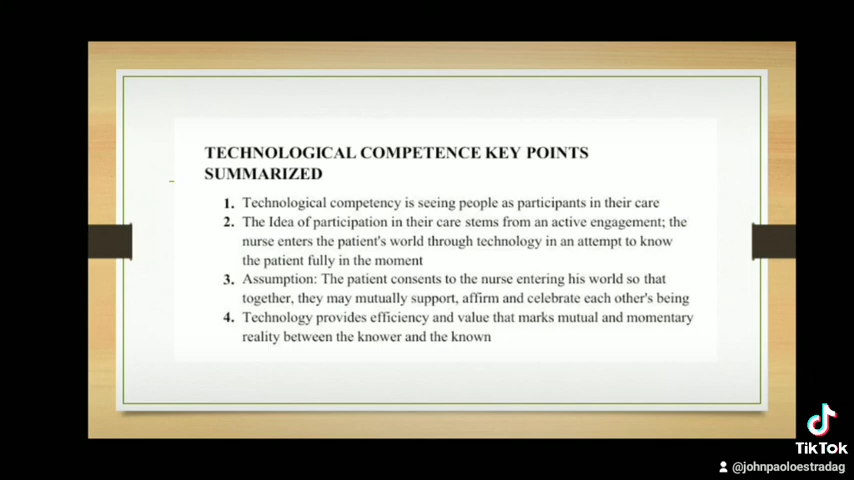 TECHNOLOGICAL COMPETENCE KEY POINTS
SUMMARIZED
1. Technological competency is seeing people as participants in their care
2. The Idea of participation in their care stems from an active engagement; the
nurse enters the patient's world through technology in an attempt to know
the patient fully in the moment
3. Assumption: The patient consents to the nurse entering his world so that
together, they may mutually support, affirm and celebrate each other's being
4. Technology provides efficiency and value that marks mutual and momentary
reality between the knower and the known
TikTok
@johnpaoloestradag